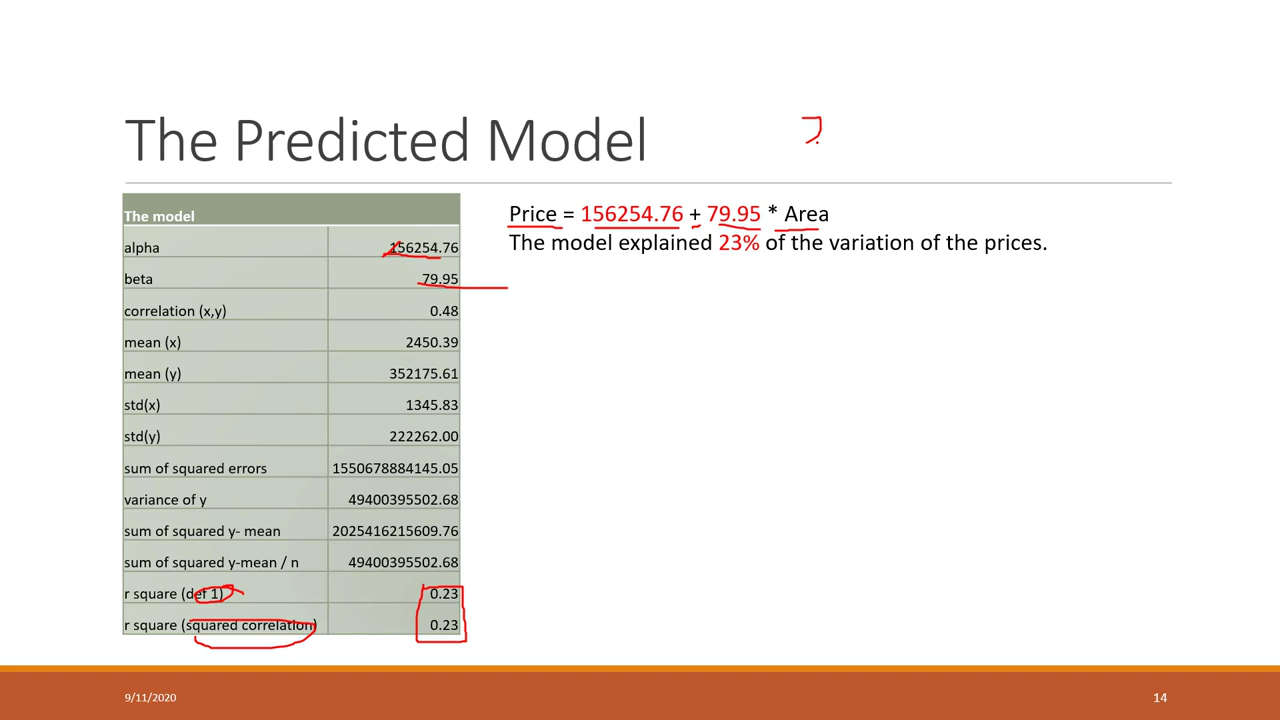 The Predicted Model
The model
alpha 156254.76
beta 79.95
correlation (x,y) 0.48
mean (x) 2450.39
mean (y) 352175.61
std(x) 1345.83
std(y) 222262.00
sum of squared errors 1550678884145.05
variance of y 49400395502.68
sum of squared y- mean 2025416215609.76
sum of squared y-mean / n 49400395502.68
r square (def 1) 0.23
r square (squared correlation) 0.23
Price = 156254.76 + 79.95 * Area
The model explained 23% of the variation of the prices.
9/11/2020
14